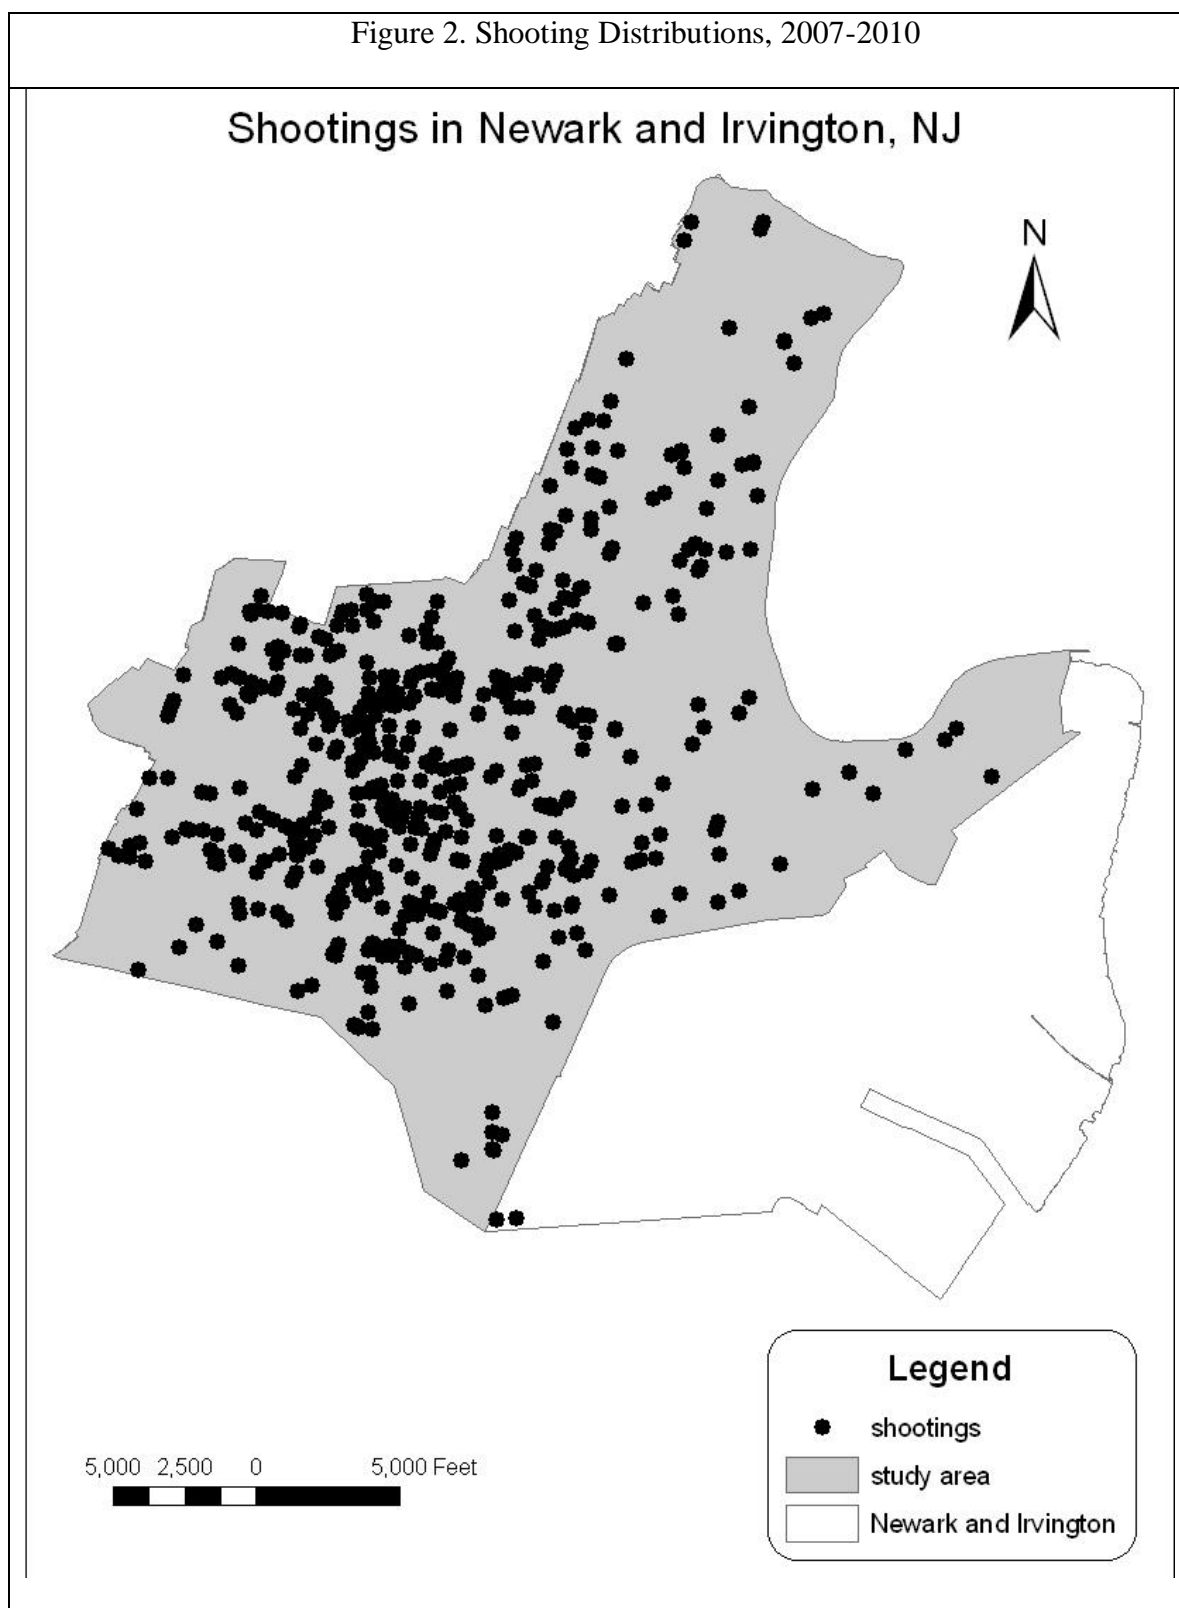 Figure 2. Shooting Distributions, 2007-2010
Shootings in Newark and Irvington, NJ
N
Legend
shootings
study area
Newark and Irvington
5,000 2,500 0 5,000 Feet